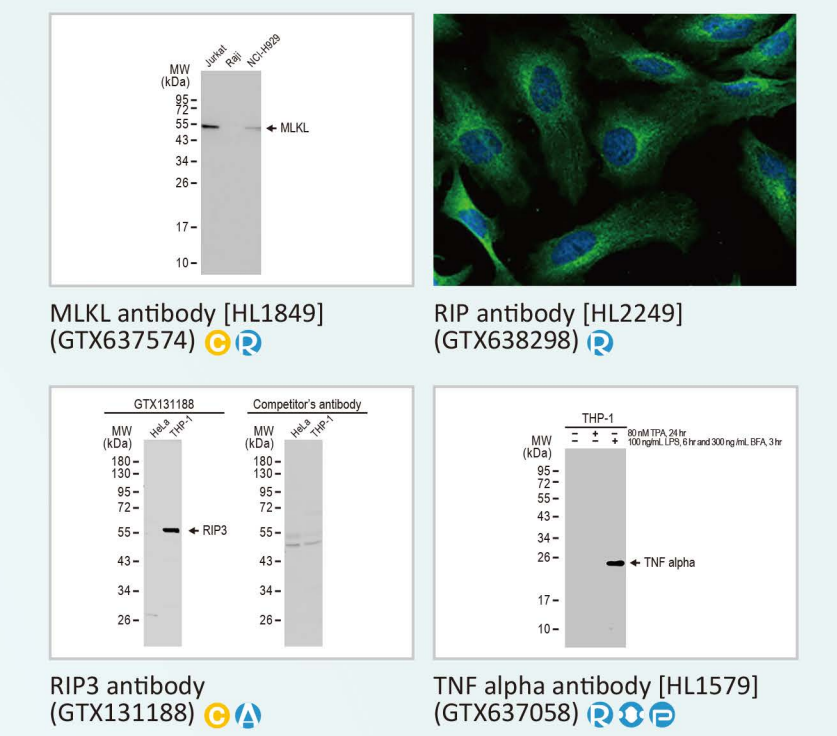 Jurkat
Raji
NCI-H929
MW
(kDa)
95
72
55
43
34
26
17
10
MLKL
MLKL antibody [HL1849]
(GTX637574) C R
RIP antibody [HL2249]
(GTX638298) R
GTX131188
HeLa
THP-1
MW
(kDa)
180
130
95
72
55
43
34
26
RIP3
Competitor's antibody
HeLa
THP-1
MW
(kDa)
180
130
95
72
55
43
34
26
RIP3 antibody
(GTX131188) C A
THP-1
− + − 80 nM TPA, 24 hr
− − + 100 ng/mL LPS, 6 hr and 300 ng/mL BFA, 3 hr
MW
(kDa)
95
72
55
43
34
26
17
10
TNF alpha
TNF alpha antibody [HL1579]
(GTX637058) R